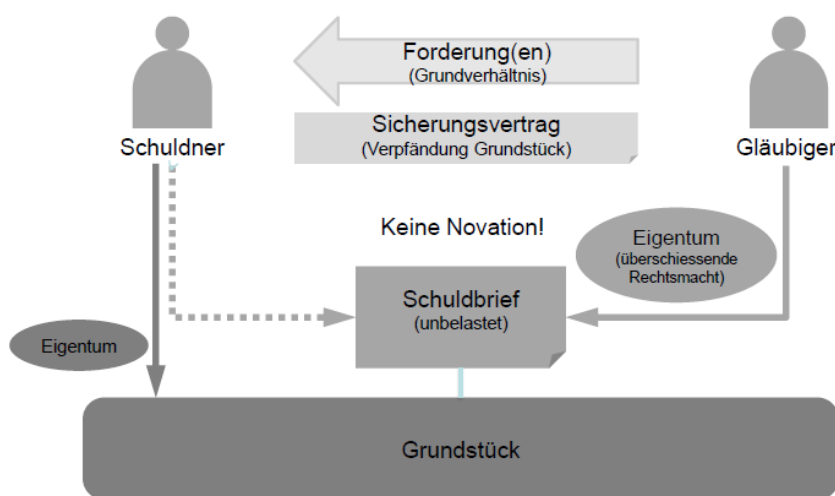 Forderung(en)
(Grundverhältnis)
Sicherungsvertrag
(Verpfändung Grundstück)
Schuldner
Gläubiger
Keine Novation!
Eigentum
(überschiessende
Rechtsmacht)
Schuldbrief
(unbelastet)
Eigentum
Grundstück